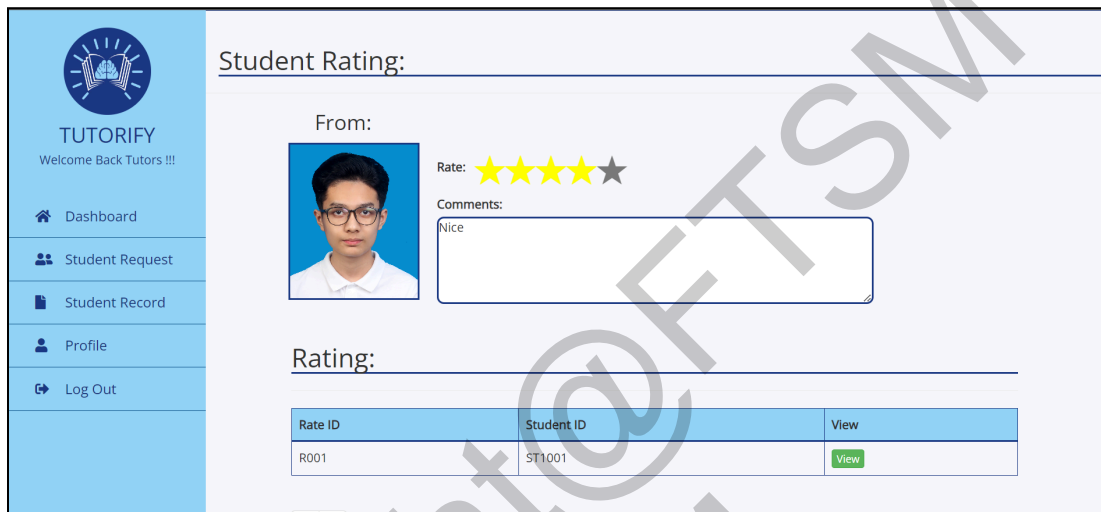 TUTORIFY
Welcome Back Tutors !!!
Dashboard
Student Request
Student Record
Profile
Log Out
Student Rating:
From:
Rate:
Comments:
Nice
Rating:
Rate ID Student ID View
R001 ST1001 View
t@FTSM